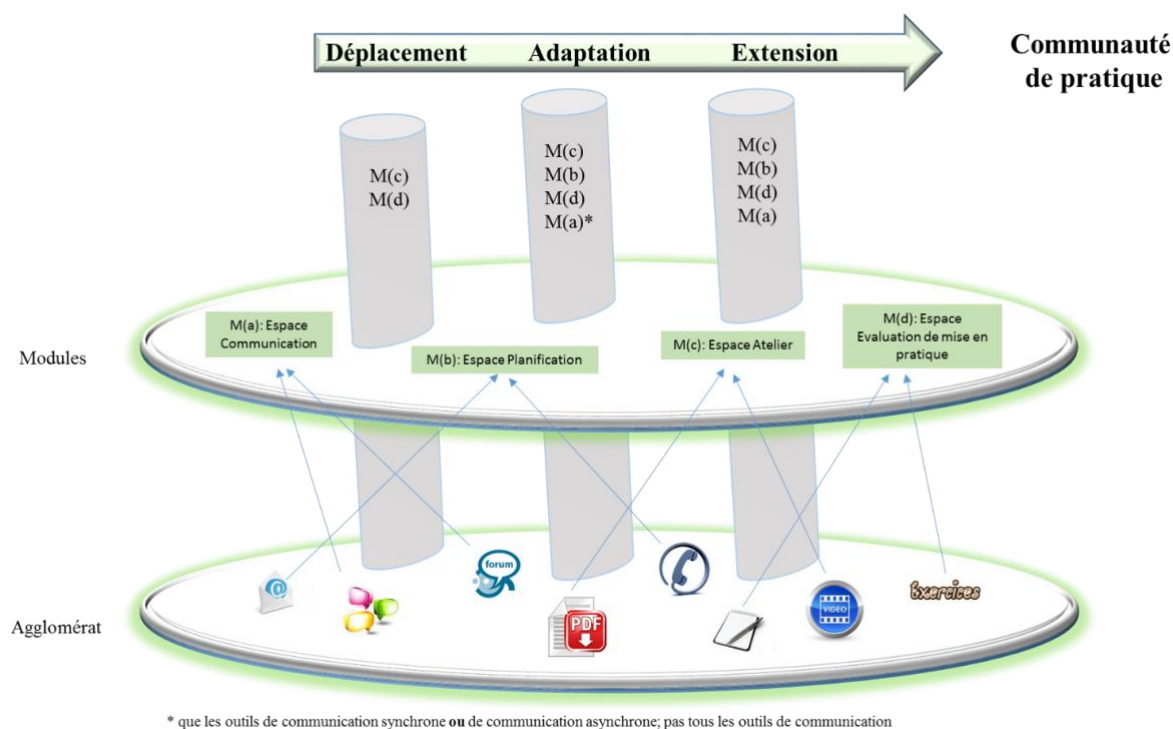 Déplacement Adaptation Extension
Communauté
de pratique
M(c)
M(d)
M(c)
M(b)
M(d)
M(a)*
M(c)
M(b)
M(d)
M(a)
Modules
M(a): Espace
Communication
M(b): Espace Planification
M(c): Espace Atelier
M(d): Espace
Evaluation de mise en
pratique
Agglomérat
@
forum
PDF
VIDEO
Exercices
* que les outils de communication synchrone ou de communication asynchrone; pas tous les outils de communication